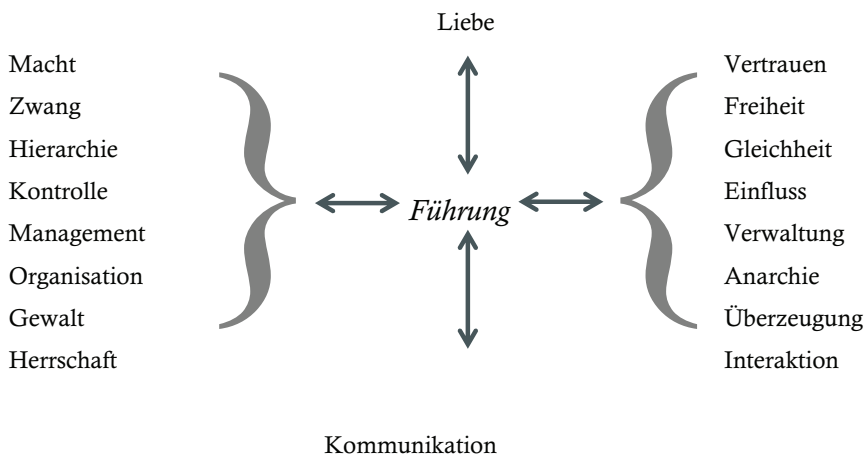 Liebe
Macht
Zwang
Hierarchie
Kontrolle
Management
Organisation
Gewalt
Herrschaft
Führung
Vertrauen
Freiheit
Gleichheit
Einfluss
Verwaltung
Anarchie
Überzeugung
Interaktion
Kommunikation